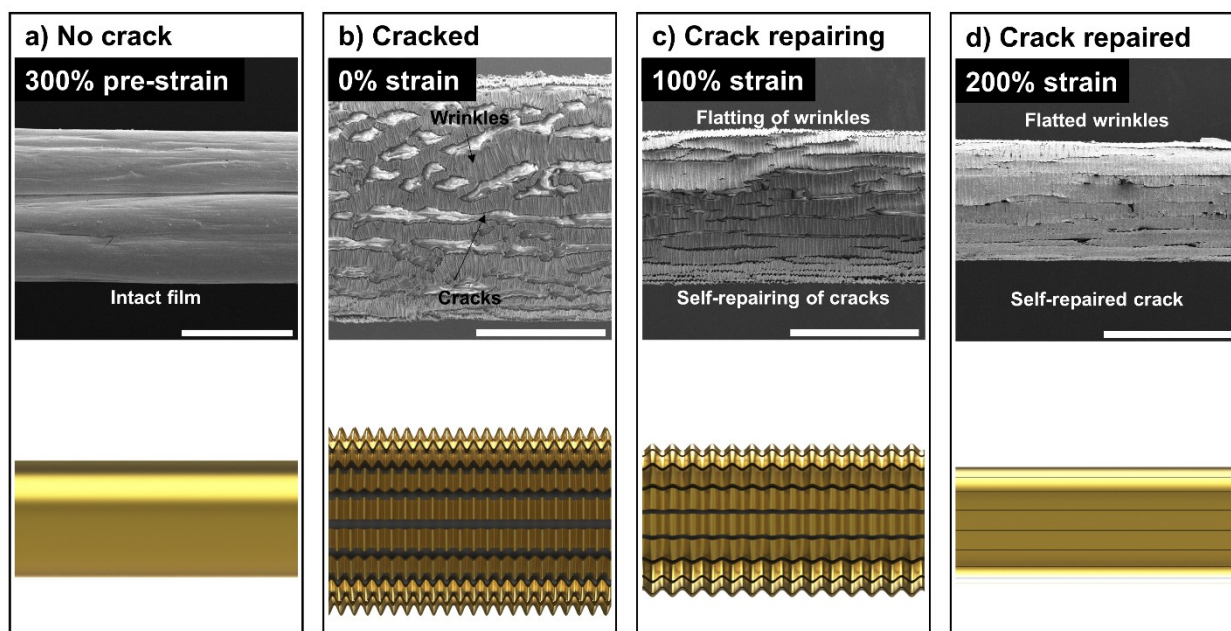 a) No crack
300% pre-strain
Intact film
b) Cracked
0% strain
Wrinkles
Cracks
c) Crack repairing
100% strain
Flatting of wrinkles
Self-repairing of cracks
d) Crack repaired
200% strain
Flatted wrinkles
Self-repaired crack